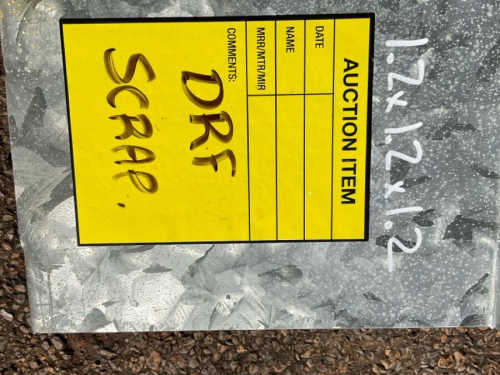 1.2x1.2x1.2
AUCTION ITEM
DATE
NAME
MRR/MTR/MIR
COMMENTS:
DRF
SCRAP.